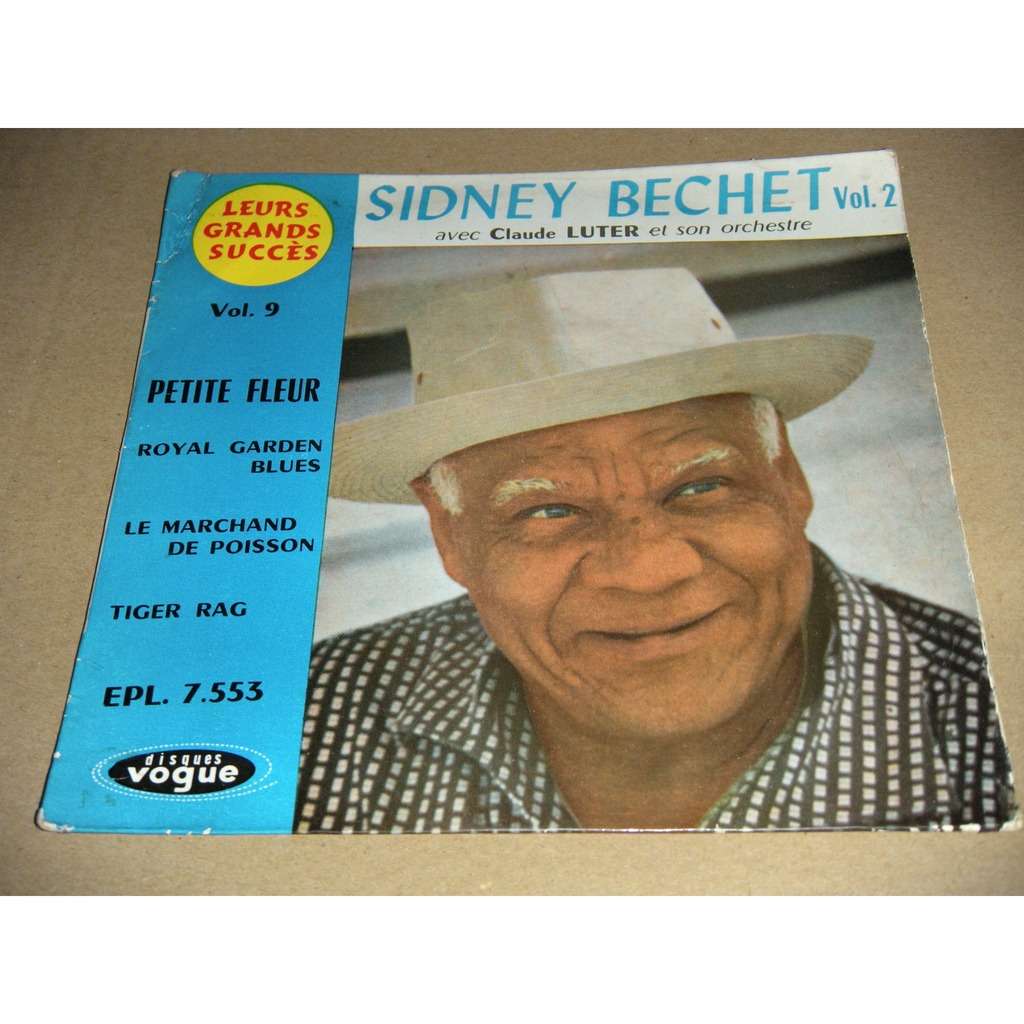 LEURS
GRANDS
SUCCÈS
Vol. 9
PETITE FLEUR
ROYAL GARDEN
BLUES
LE MARCHAND
DE POISSON
TIGER RAG
EPL. 7.553
disques
vogue
SIDNEY BECHET Vol. 2
avec Claude LUTER et son orchestre